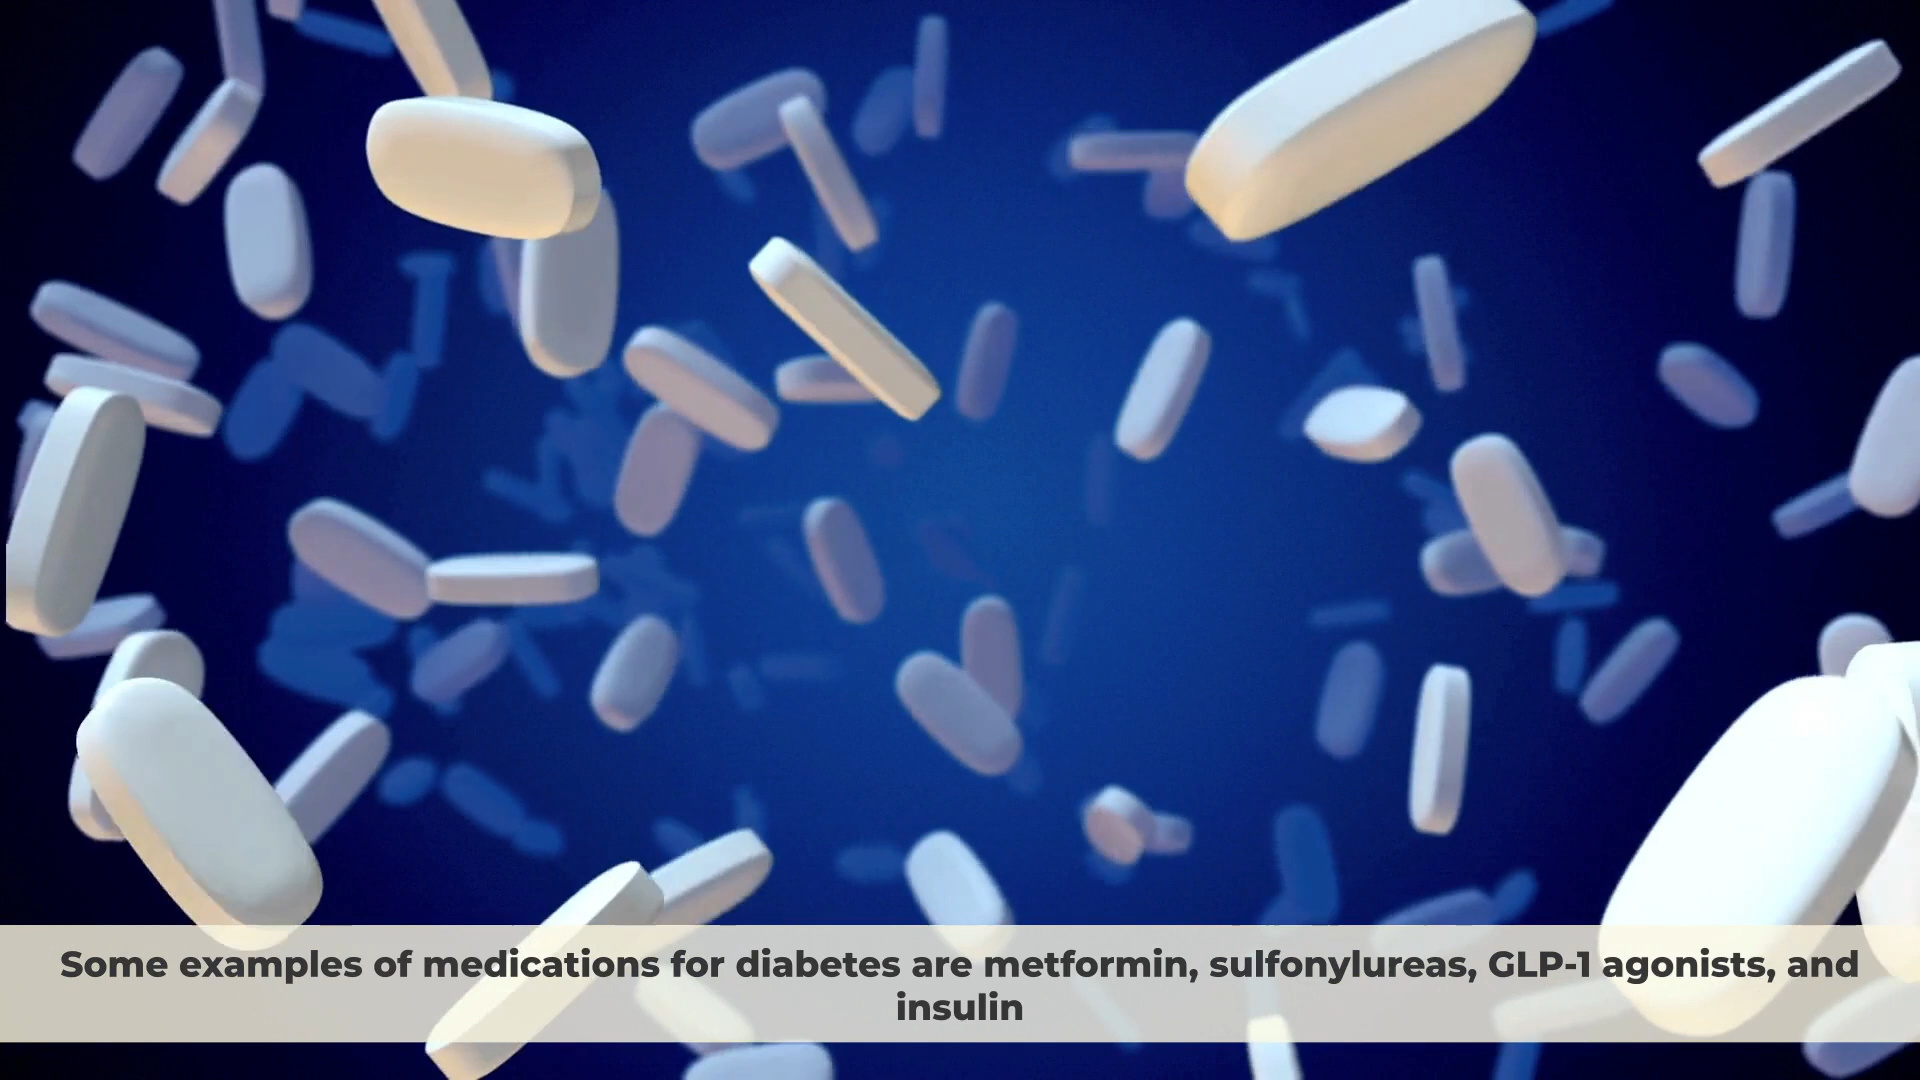 Some examples of medications for diabetes are metformin, sulfonylureas, GLP-1 agonists, and
insulin